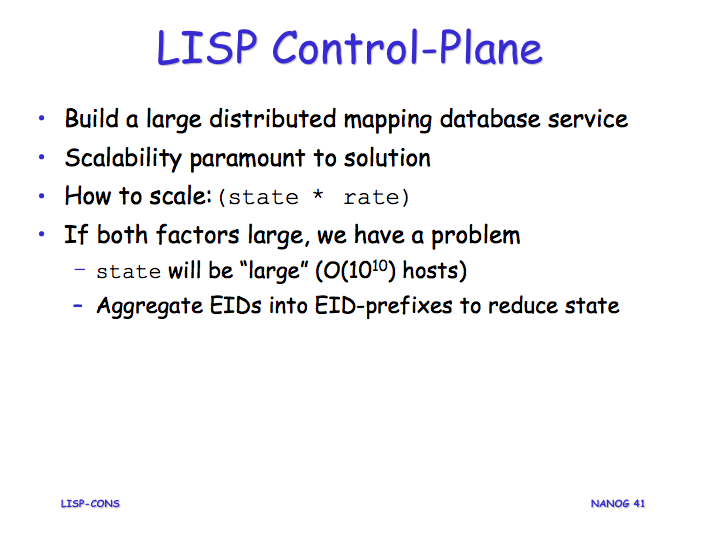 LISP Control-Plane
• Build a large distributed mapping database service
• Scalability paramount to solution
• How to scale: (state * rate)
• If both factors large, we have a problem
– state will be “large” (O(10¹⁰) hosts)
– Aggregate EIDs into EID-prefixes to reduce state
LISP-CONS
NANOG 41